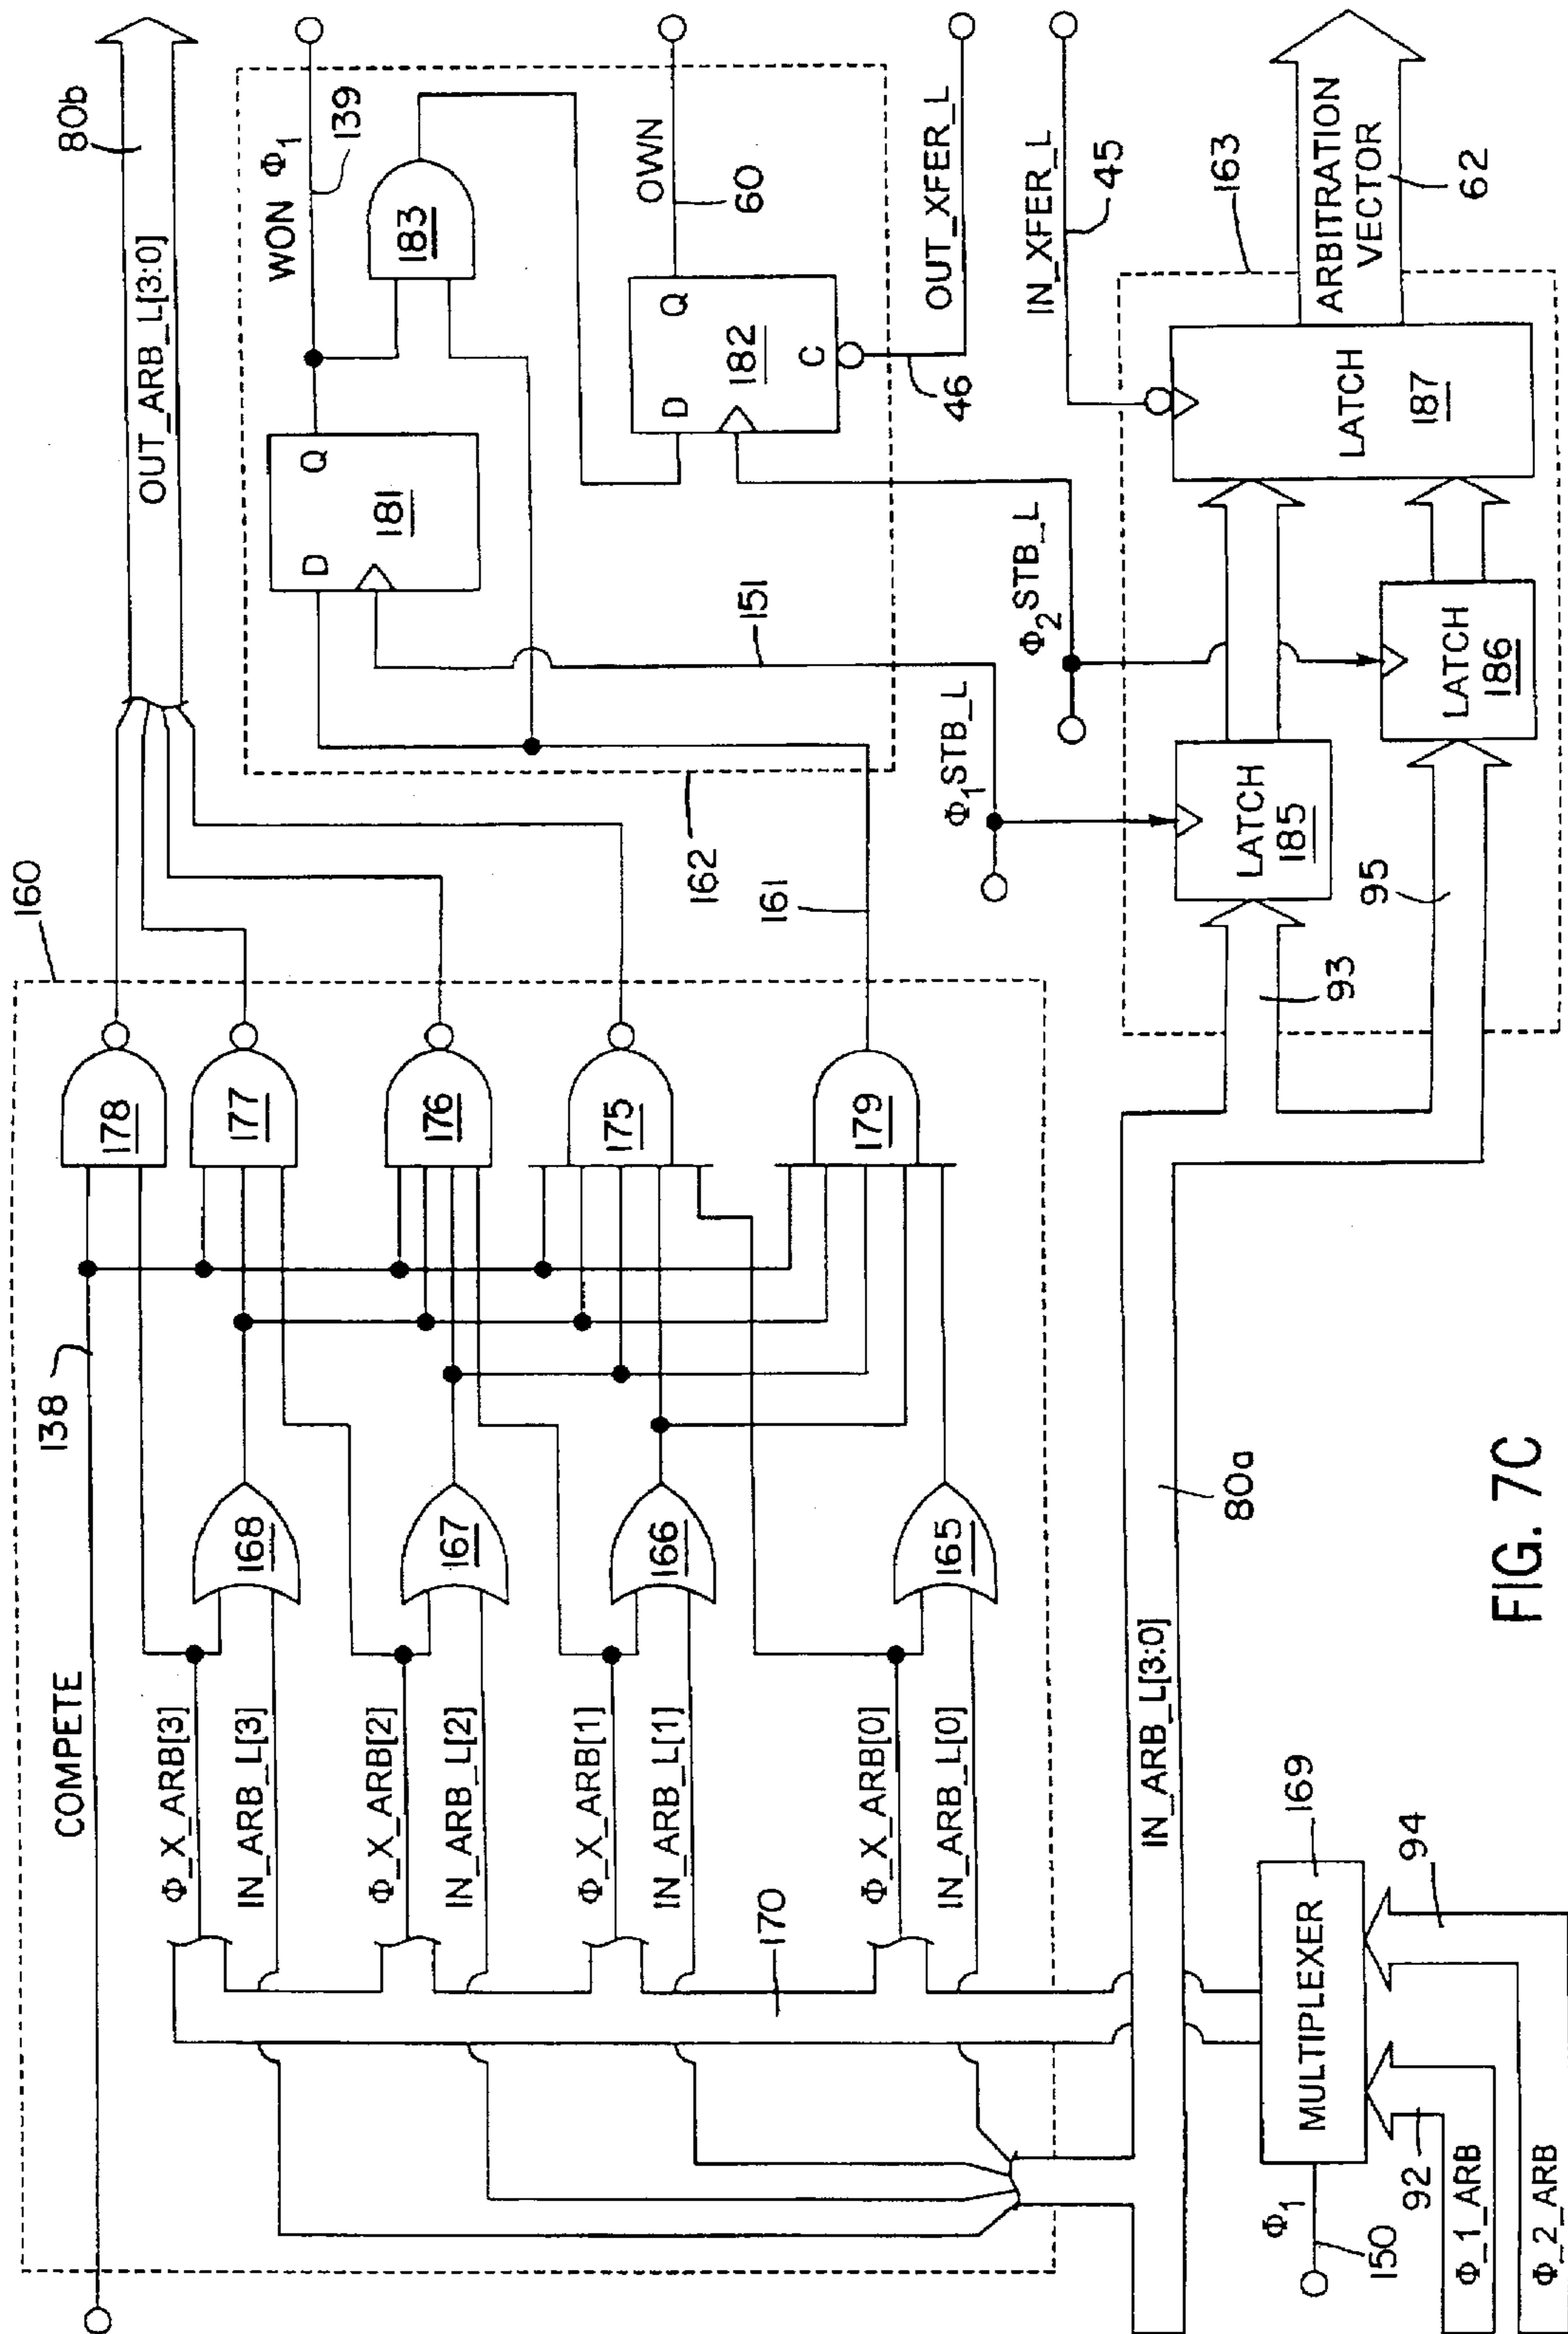 160
COMPETE
138
Φ_X_ARB[3]
IN_ARB_L[3]
Φ_X_ARB[2]
IN_ARB_L[2]
Φ_X_ARB[1]
IN_ARB_L[1]
Φ_X_ARB[0]
IN_ARB_L[0]
168
167
166
165
178
177
176
175
179
170
OUT_ARB_L[3:0]
80b
WON Φ1
139
D
Q
181
183
OWN
60
D
Q
182
C
46
OUT_XFER_L
162
161
151
Φ1STB_L
Φ2STB_L
IN_XFER_L
45
163
LATCH
185
LATCH
186
LATCH
187
ARBITRATION
VECTOR
62
93
95
IN_ARB_L[3:0]
80a
MULTIPLEXER
169
Φ1
150
92
94
Φ_1_ARB
Φ_2_ARB
FIG. 7C